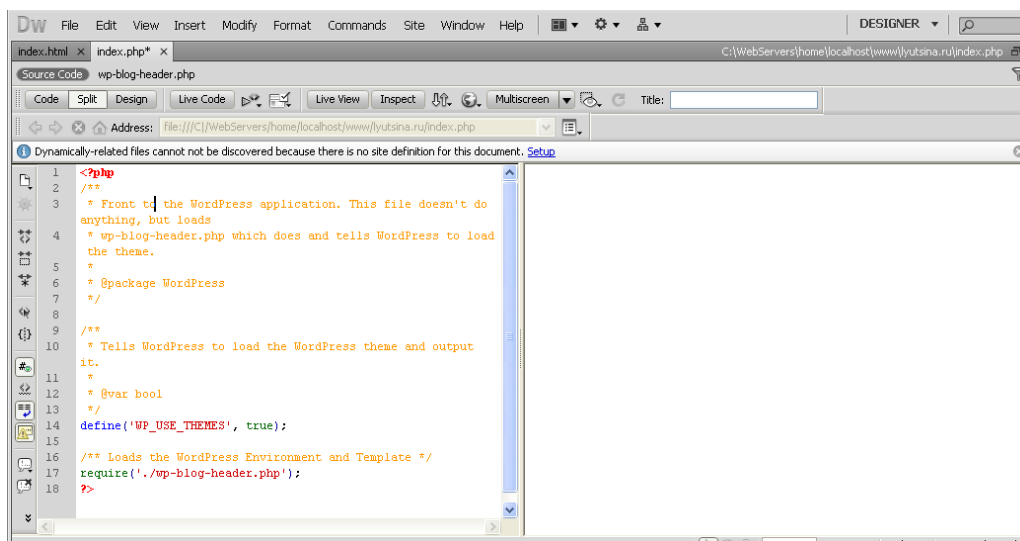 DW File Edit View Insert Modify Format Commands Site Window Help DESIGNER
index.html × index.php* × C:\WebServers\home\localhost\www\lyutsina.ru\index.php
Source Code wp-blog-header.php
Code Split Design Live Code Live View Inspect Multiscreen Title:
Address: file:///C|/WebServers/home/localhost/www/lyutsina.ru/index.php
Dynamically-related files cannot not be discovered because there is no site definition for this document. Setup
1 <?php
2 /**
3 * Front to the WordPress application. This file doesn't do
anything, but loads
4 * wp-blog-header.php which does and tells WordPress to load
the theme.
5 *
6 * @package WordPress
7 */
8
9 /**
10 * Tells WordPress to load the WordPress theme and output
it.
11 *
12 * @var bool
13 */
14 define('WP_USE_THEMES', true);
15
16 /** Loads the WordPress Environment and Template */
17 require('./wp-blog-header.php');
18 ?>